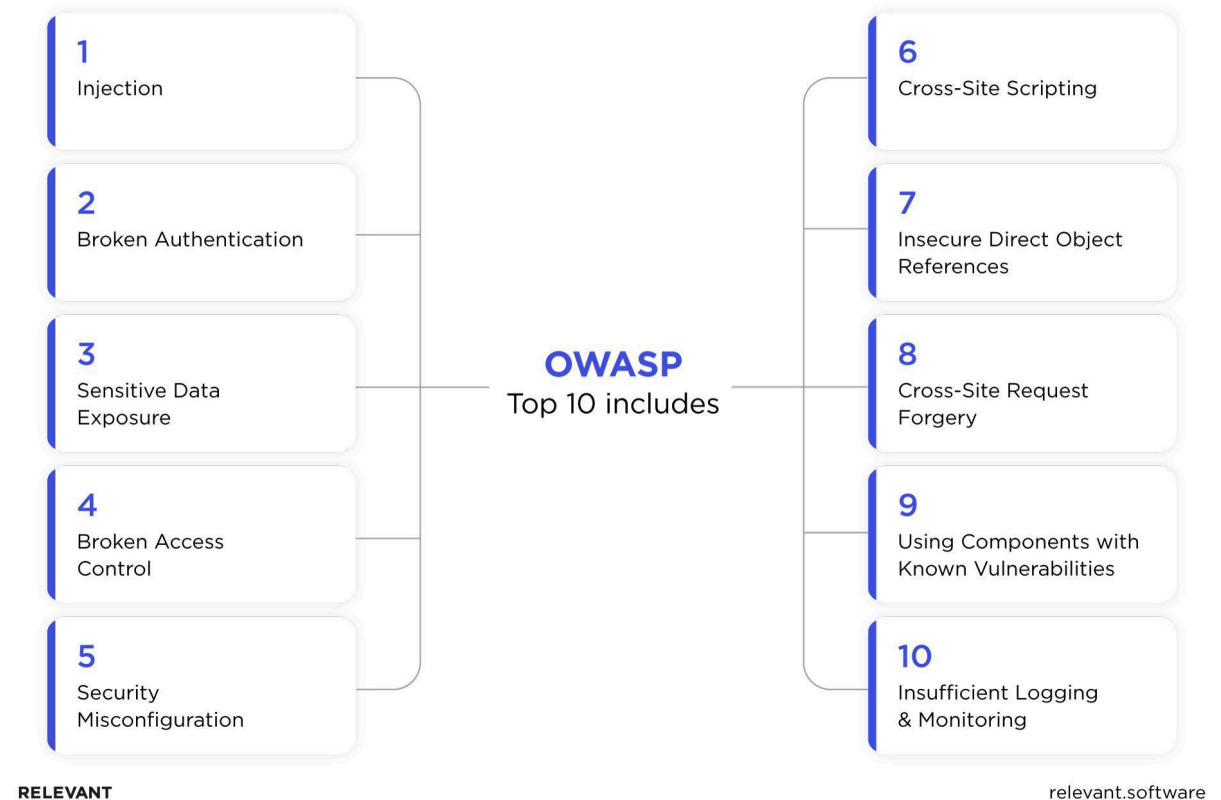 1
Injection
2
Broken Authentication
3
Sensitive Data
Exposure
4
Broken Access
Control
5
Security
Misconfiguration
OWASP
Top 10 includes
6
Cross-Site Scripting
7
Insecure Direct Object
References
8
Cross-Site Request
Forgery
9
Using Components with
Known Vulnerabilities
10
Insufficient Logging
& Monitoring
RELEVANT
relevant.software